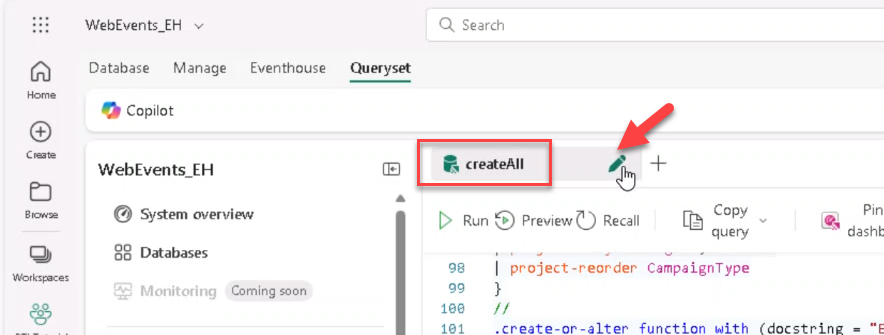 WebEvents_EH
Search
Home
Create
Browse
Workspaces
Database Manage Eventhouse Queryset
Copilot
WebEvents_EH
System overview
Databases
Monitoring Coming soon
createAll
Run Preview Recall Copy query Pin
98 | project-reorder CampaignType
99 }
100 //
101 .create-or-alter function with (docstring = "